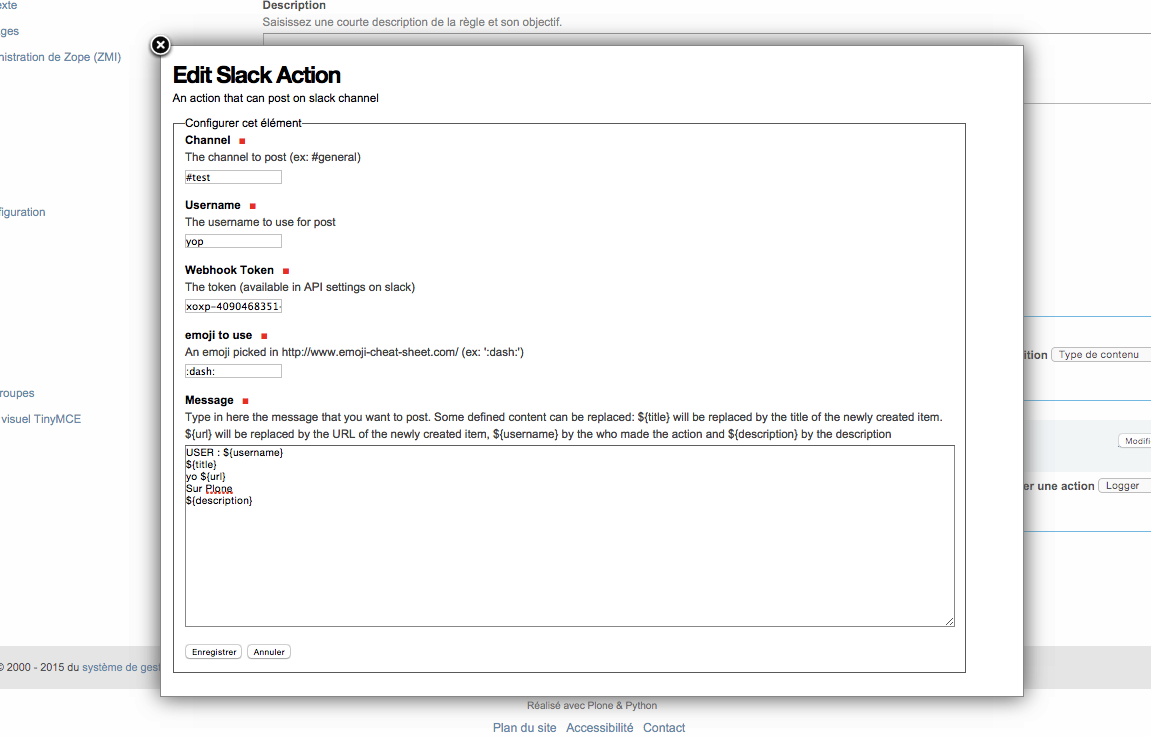 exte
Description
Saisissez une courte description de la règle et son objectif.
ges
nistration de Zope (ZMI)
Edit Slack Action
An action that can post on slack channel
Configurer cet élément
Channel
The channel to post (ex: #general)
#test
Username
The username to use for post
yop
figuration
Webhook Token
The token (available in API settings on slack)
xoxp-4090468351-
emoji to use
An emoji picked in http://www.emoji-cheat-sheet.com/ (ex: ':dash:')
:dash:
ition Type de contenu
roupes
visuel TinyMCE
Message
Type in here the message that you want to post. Some defined content can be replaced: ${title} will be replaced by the title of the newly created item.
${url} will be replaced by the URL of the newly created item, ${username} by the who made the action and ${description} by the description
USER : ${username}
${title}
yo ${url}
Sur Plone
${description}
Modifi
er une action Logger
Enregistrer Annuler
© 2000 - 2015 du système de gest
Réalisé avec Plone & Python
Plan du site Accessibilité Contact